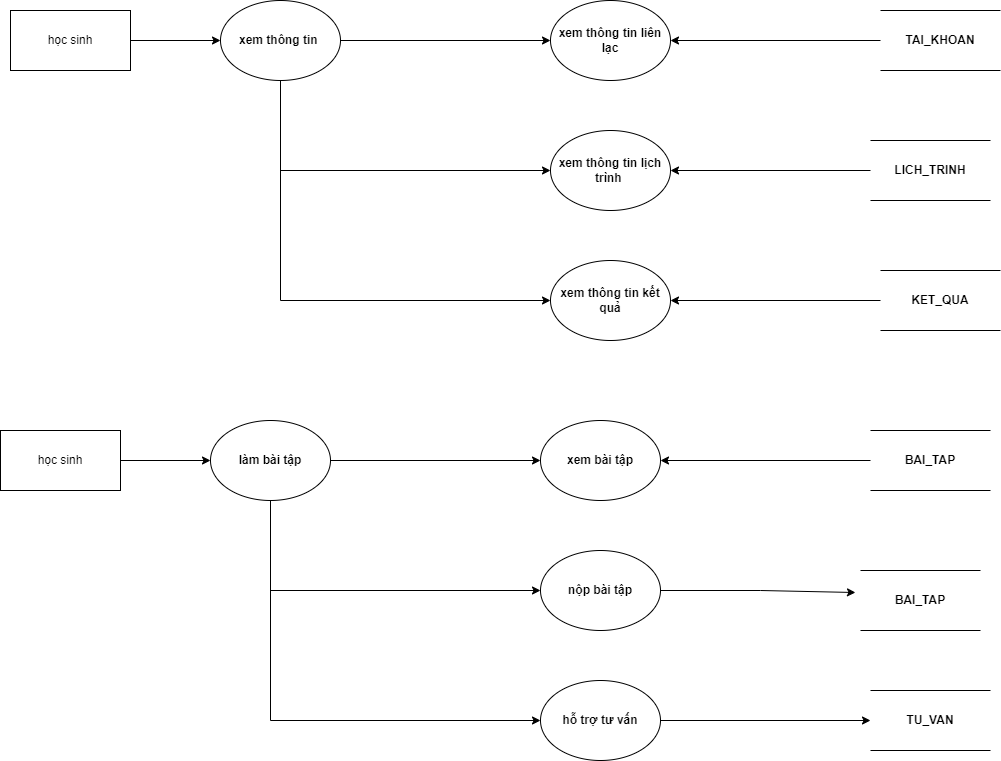 học sinh
xem thông tin
xem thông tin liên
lạc
TAI_KHOAN
xem thông tin lịch
trình
LICH_TRINH
xem thông tin kết
quả
KET_QUA
học sinh
làm bài tập
xem bài tập
BAI_TAP
nộp bài tập
BAI_TAP
hỗ trợ tư vấn
TU_VAN